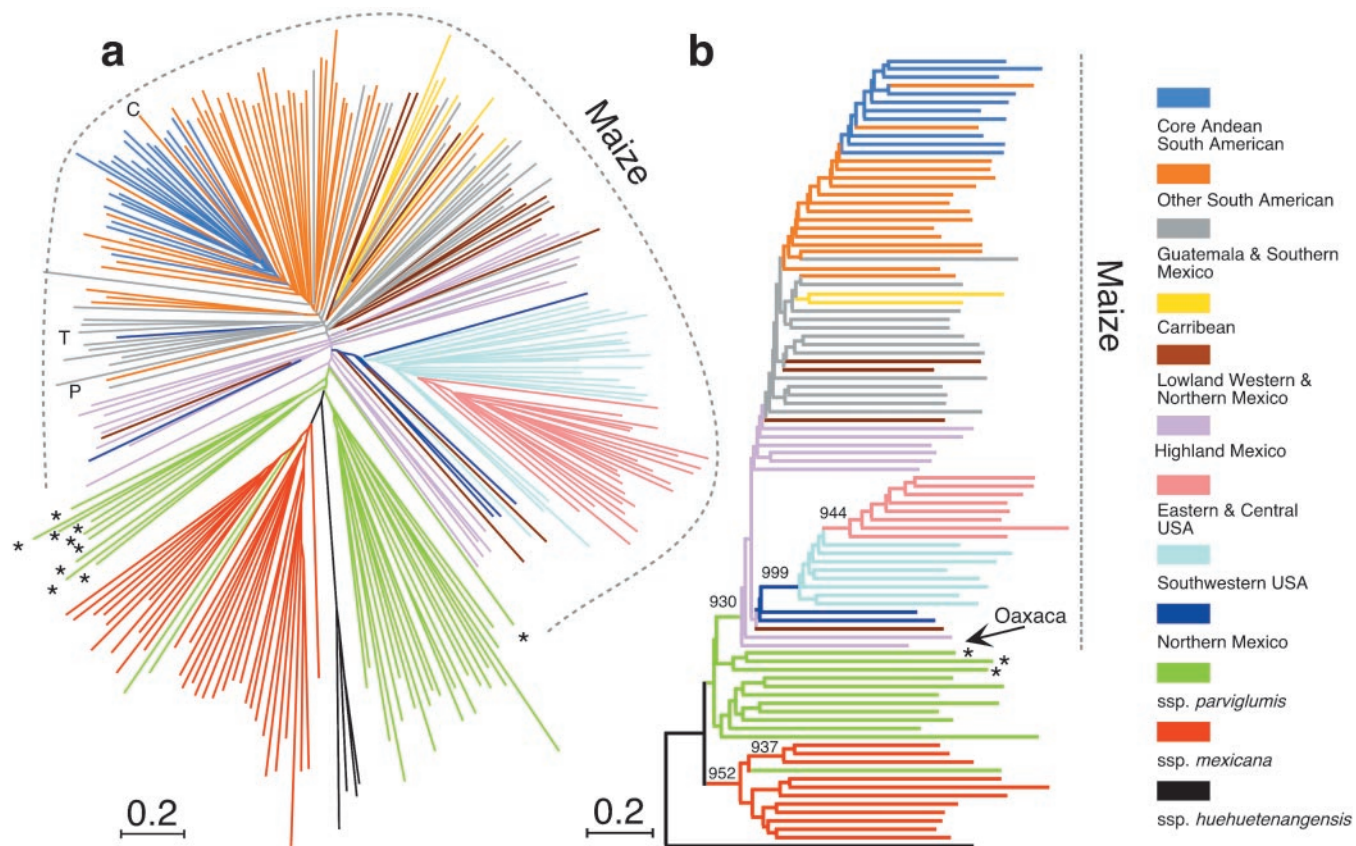 a
b
C
T
P
Maize
*
*
*
*
*
*
*
*
*
*
0.2
944
999
930
937
952
Oaxaca
*
*
*
0.2
Maize
Core Andean
South American
Other South American
Guatemala & Southern
Mexico
Carribean
Lowland Western &
Northern Mexico
Highland Mexico
Eastern & Central
USA
Southwestern USA
Northern Mexico
ssp. parviglumis
ssp. mexicana
ssp. huehuetenangensis